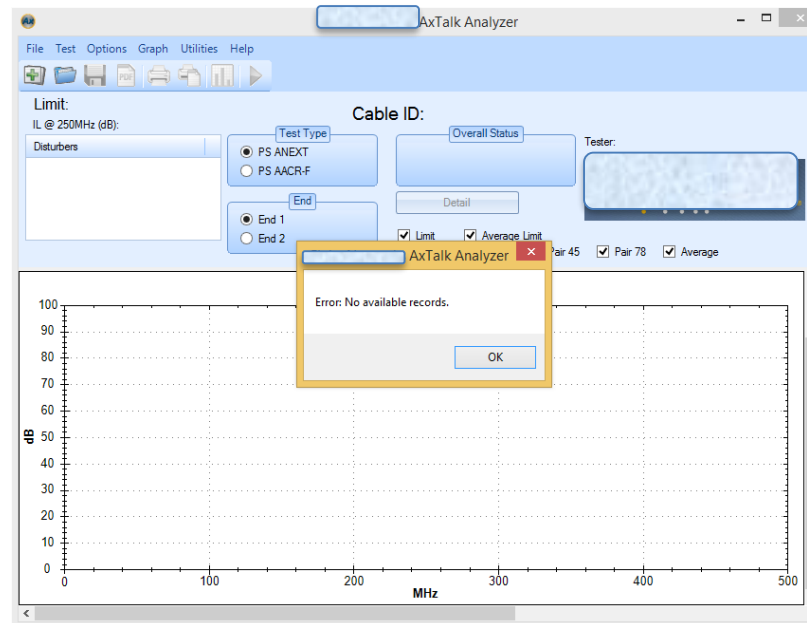 AxTalk Analyzer
File Test Options Graph Utilities Help
PDF
Limit:
IL @ 250MHz (dB):
Cable ID:
Disturbers
Test Type
PS ANEXT
PS AACR-F
Overall Status
Tester:
Detail
End
End 1
End 2
Limit
Average Limit
Pair 45
Pair 78
Average
AxTalk Analyzer
Error: No available records.
OK
100
90
80
70
60
50
40
30
20
10
0
dB
0 100 200 300 400 500
MHz